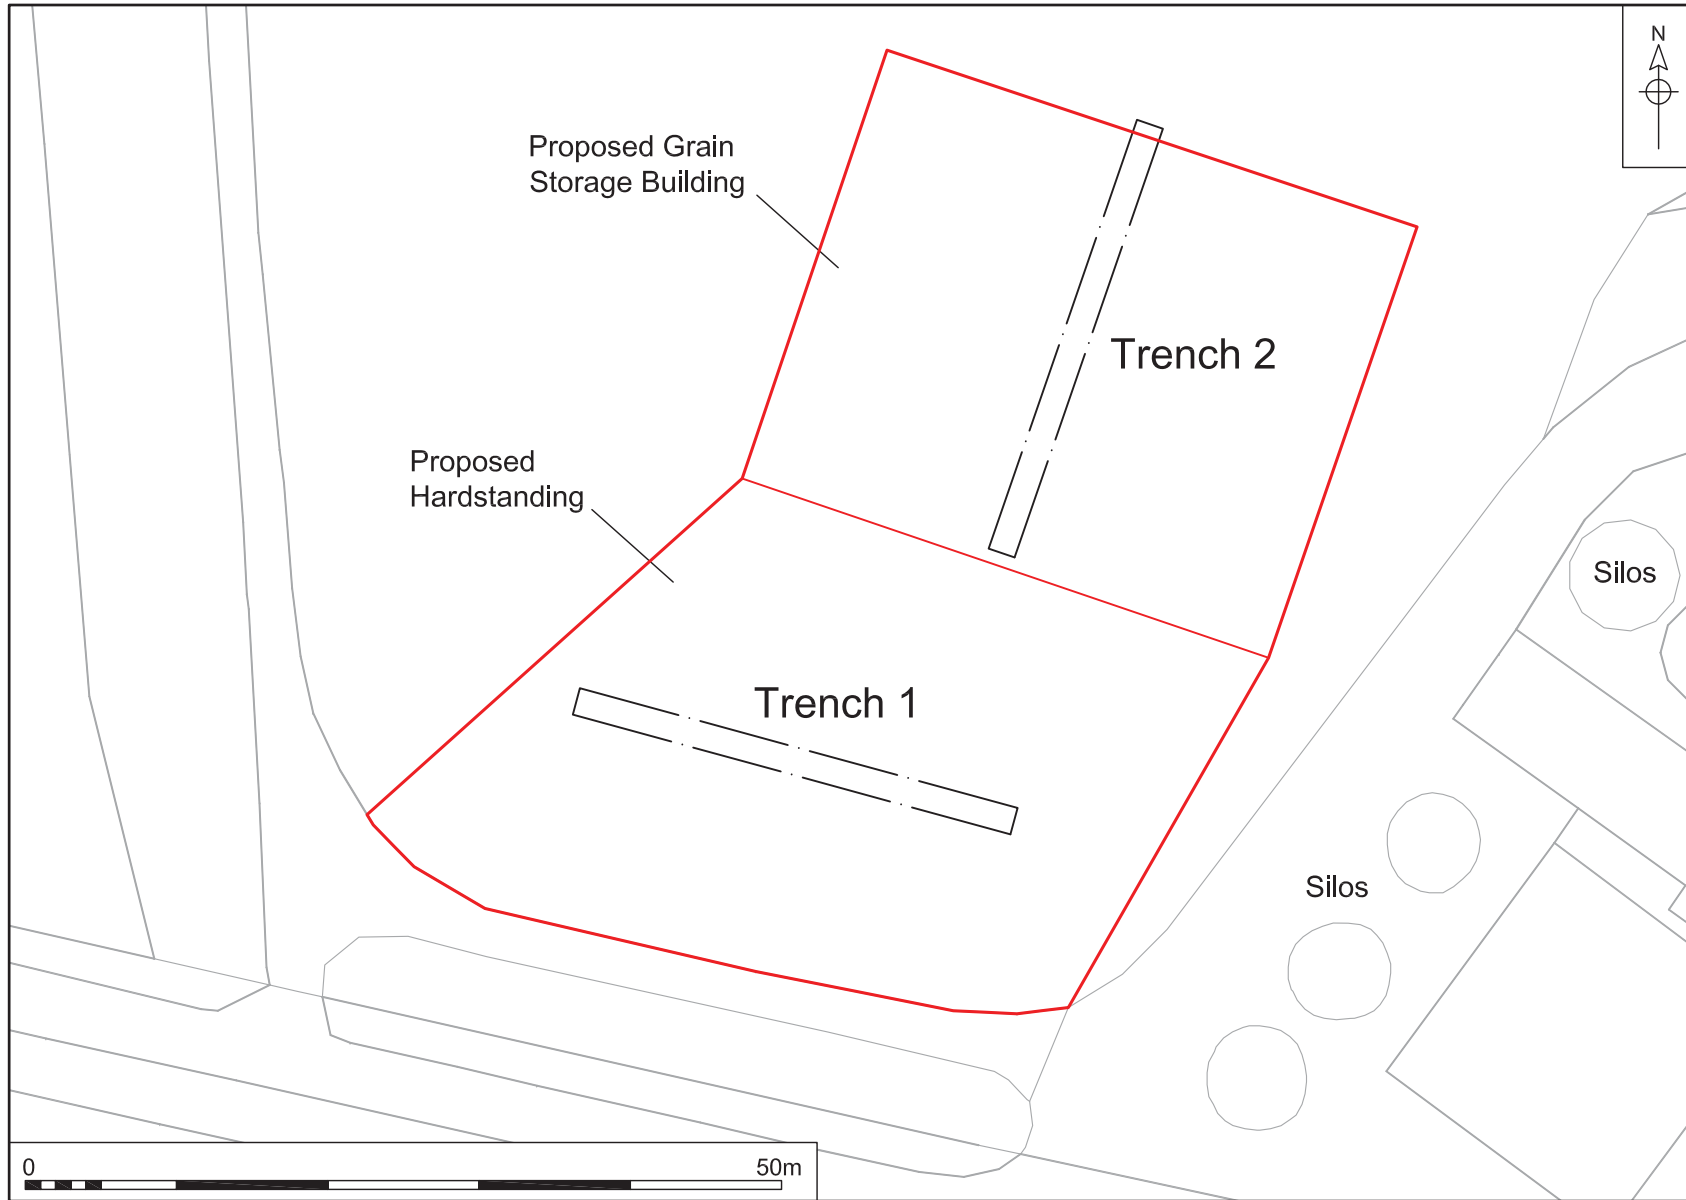 N
Proposed Grain
Storage Building
Trench 2
Proposed
Hardstanding
Silos
Trench 1
Silos
0 50m